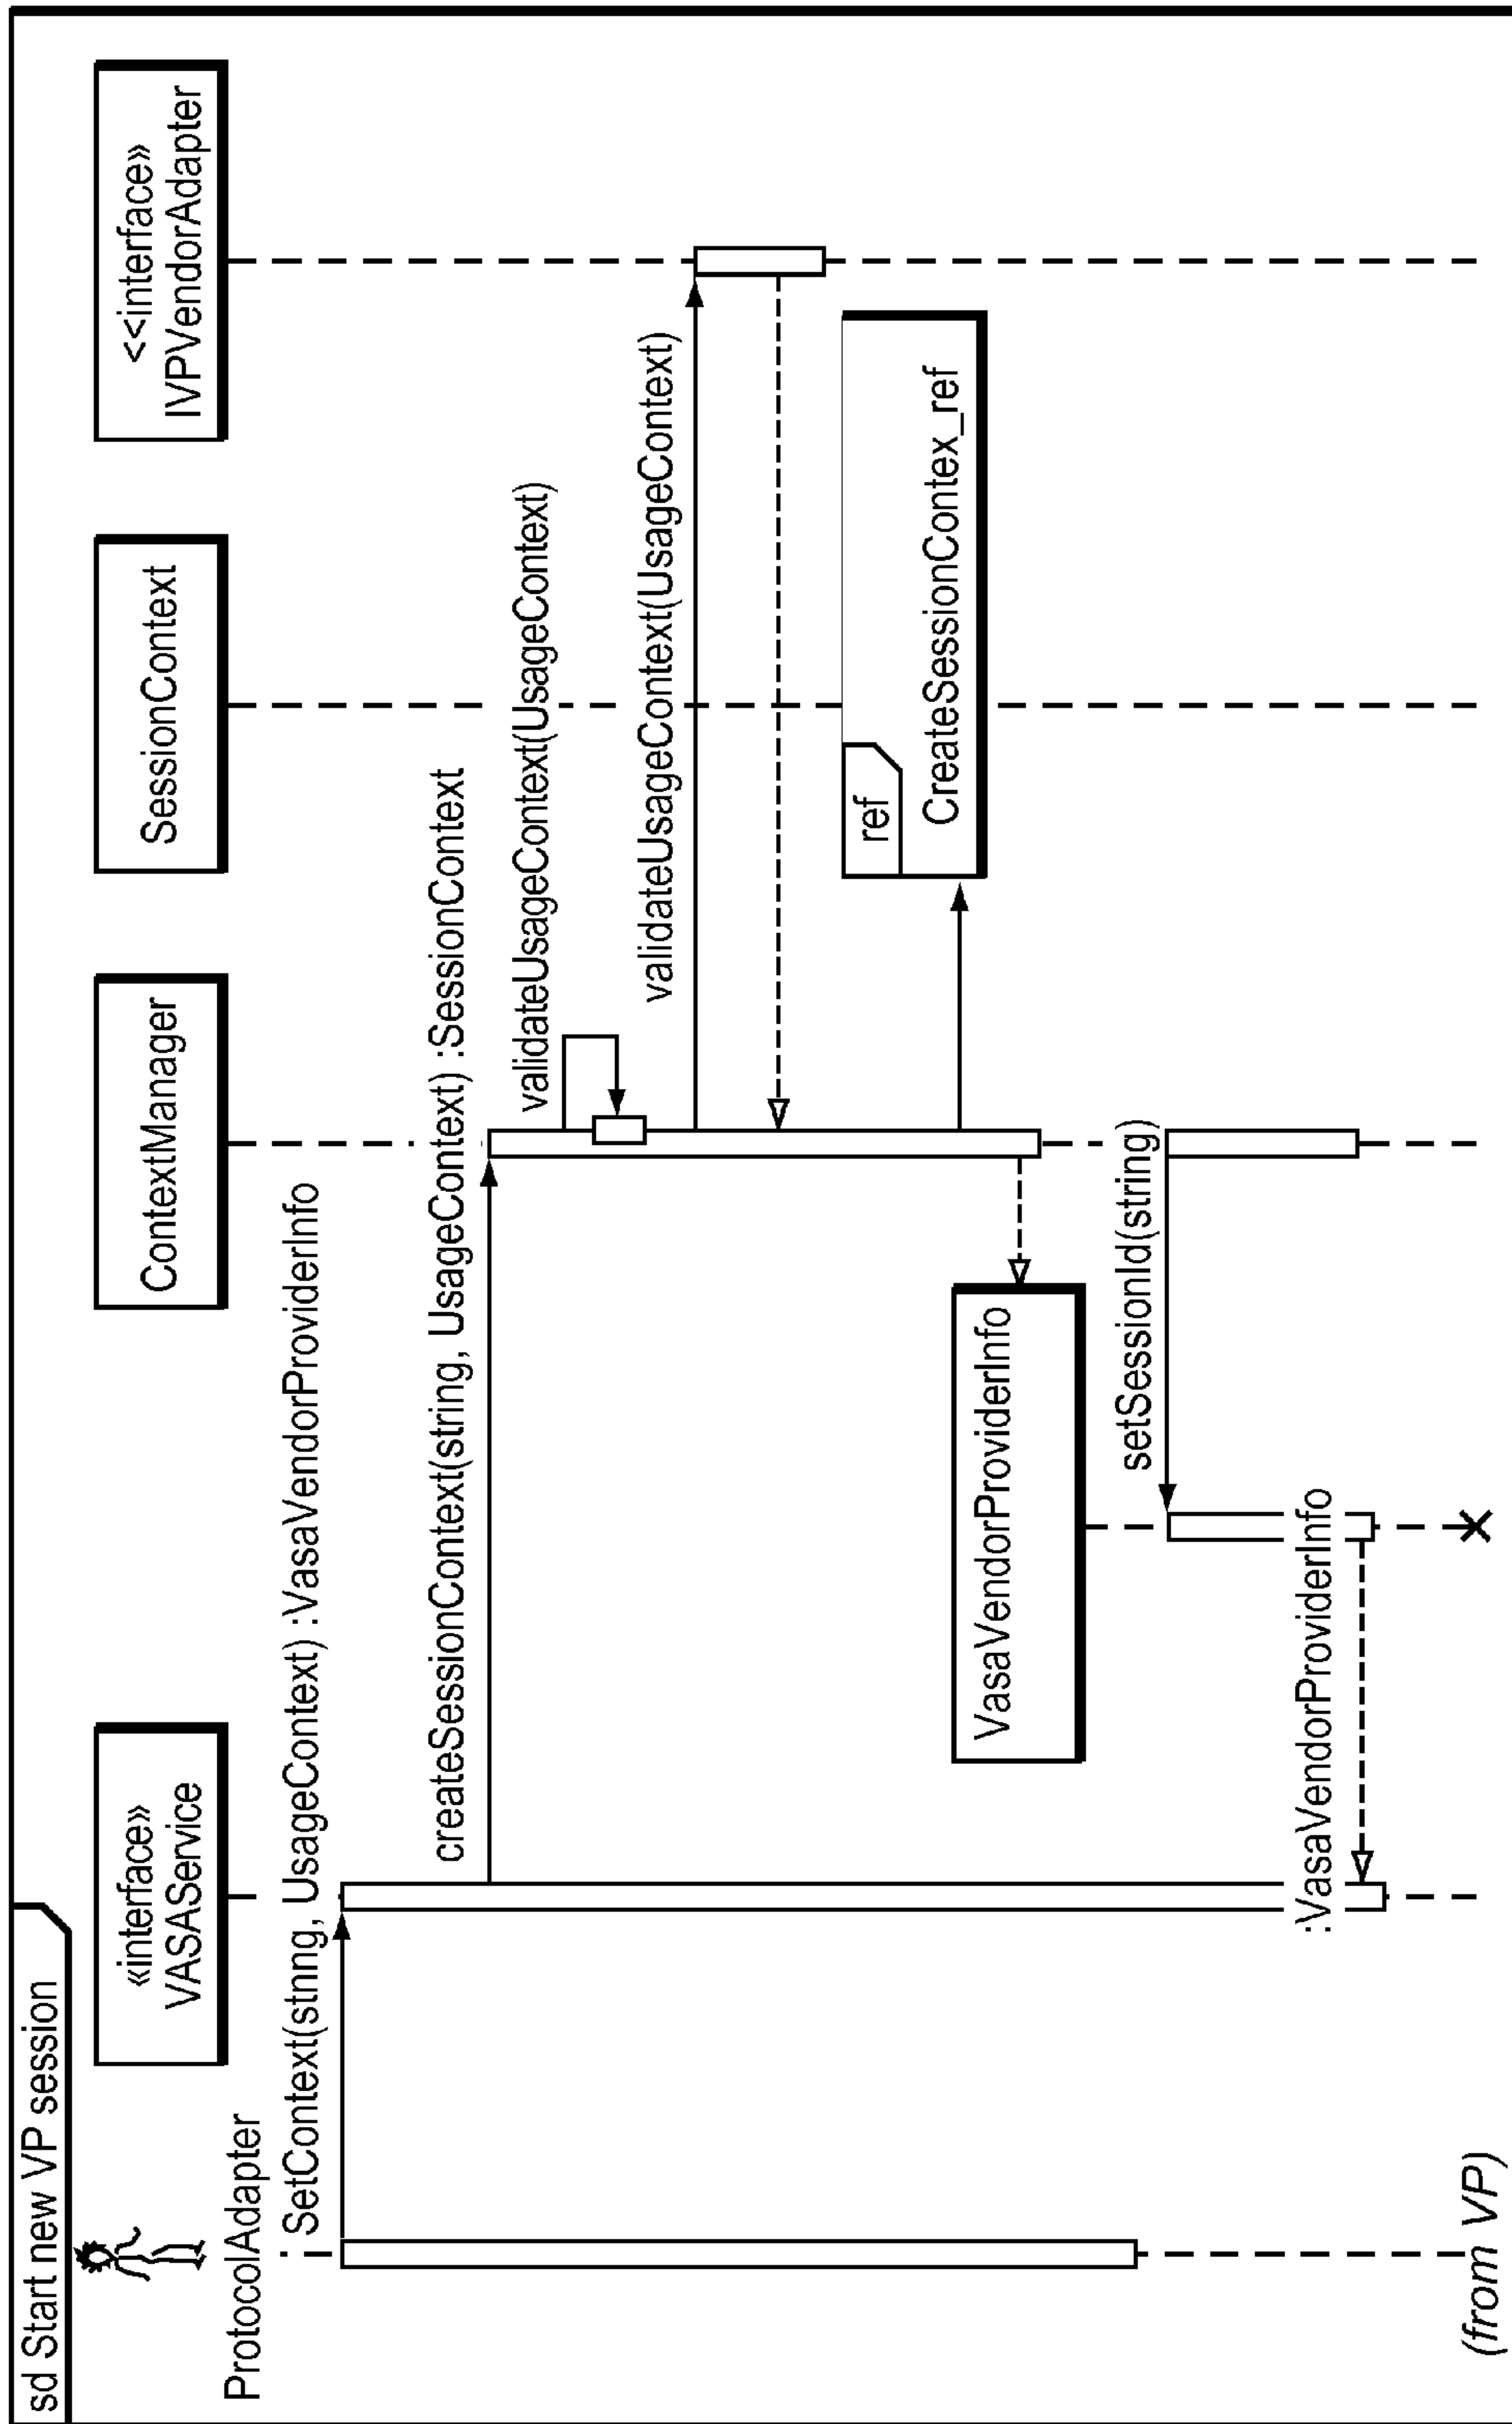 sd Start new VP session
ProtocolAdapter
«interface»
VASAService
ContextManager
SessionContext
<<interface»
IVPVendorAdapter
SetContext(stnng, UsageContext) :VasaVendorProviderInfo
createSessionContext(string, UsageContext) :SessionContext
validateUsageContext(UsageContext)
validateUsageContext(UsageContext)
ref
CreateSessionContex_ref
VasaVendorProviderInfo
setSessionId(string)
:VasaVendorProviderInfo
(from VP)